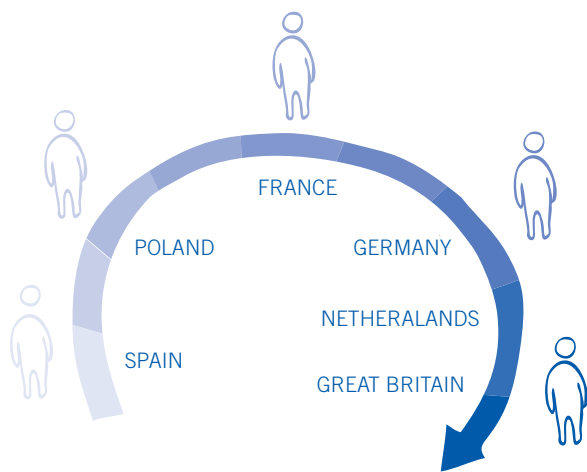 FRANCE
POLAND
GERMANY
NETHERALANDS
SPAIN
GREAT BRITAIN